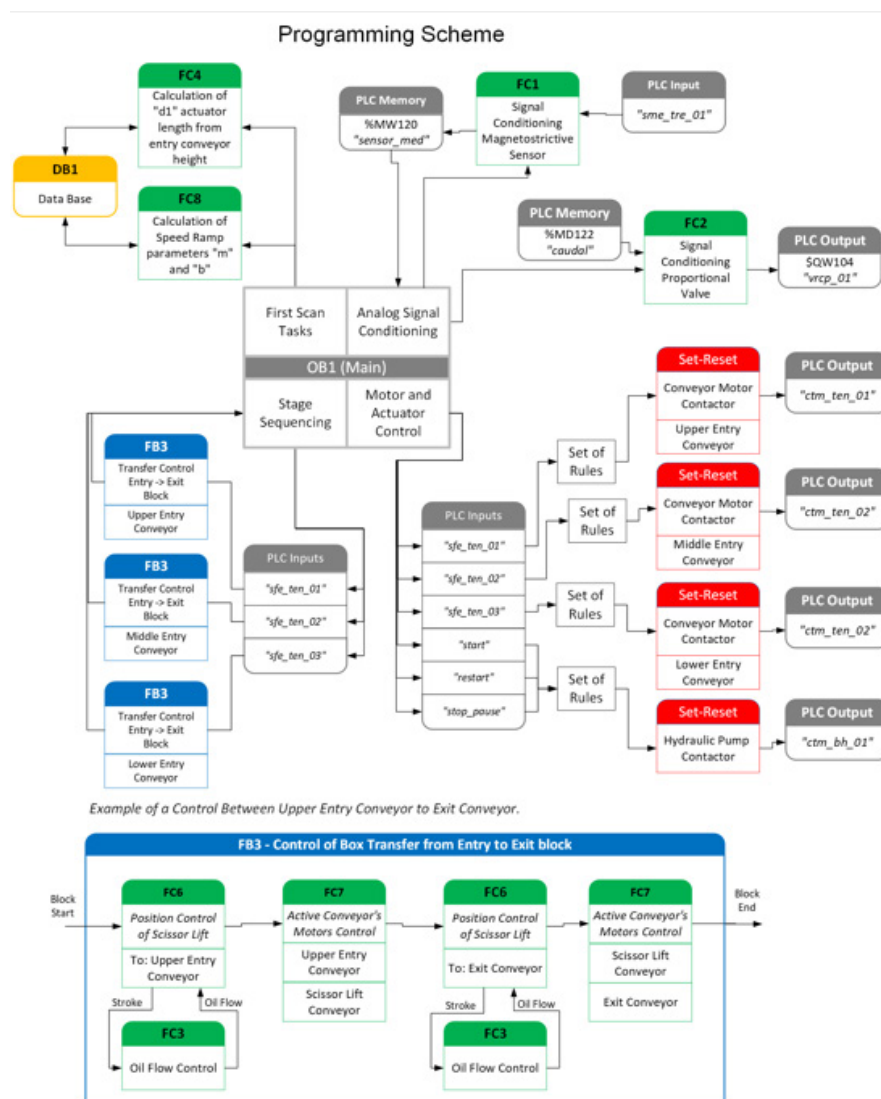 Programming Scheme
FC4
Calculation of
"d1" actuator
length from
entry conveyor
height
DB1
Data Base
FC8
Calculation of
Speed Ramp
parameters "m"
and "b"
PLC Memory
%MW120
"sensor_med"
FC1
Signal
Conditioning
Magnetostrictive
Sensor
PLC Input
"sme_tre_01"
PLC Memory
%MD122
"caudal"
FC2
Signal
Conditioning
Proportional
Valve
PLC Output
$QW104
"vrcp_01"
First Scan
Tasks
Analog Signal
Conditioning
OB1 (Main)
Stage
Sequencing
Motor and
Actuator
Control
FB3
Transfer Control
Entry -> Exit
Block
Upper Entry
Conveyor
FB3
Transfer Control
Entry -> Exit
Block
Middle Entry
Conveyor
FB3
Transfer Control
Entry -> Exit
Block
Lower Entry
Conveyor
PLC Inputs
"sfe_ten_01"
"sfe_ten_02"
"sfe_ten_03"
PLC Inputs
"sfe_ten_01"
"sfe_ten_02"
"sfe_ten_03"
"start"
"restart"
"stop_pause"
Set of
Rules
Set of
Rules
Set of
Rules
Set of
Rules
Set-Reset
Conveyor Motor
Contactor
Upper Entry
Conveyor
PLC Output
"ctm_ten_01"
Set-Reset
Conveyor Motor
Contactor
Middle Entry
Conveyor
PLC Output
"ctm_ten_02"
Set-Reset
Conveyor Motor
Contactor
Lower Entry
Conveyor
PLC Output
"ctm_ten_02"
Set-Reset
Hydraulic Pump
Contactor
PLC Output
"ctm_bh_01"
Example of a Control Between Upper Entry Conveyor to Exit Conveyor.
FB3 - Control of Box Transfer from Entry to Exit block
Block
Start
FC6
Position Control
of Scissor Lift
To: Upper Entry
Conveyor
Stroke
Oil Flow
FC3
Oil Flow Control
FC7
Active Conveyor's
Motors Control
Upper Entry
Conveyor
Scissor Lift
Conveyor
FC6
Position Control
of Scissor Lift
To: Exit Conveyor
Stroke
Oil Flow
FC3
Oil Flow Control
FC7
Active Conveyor's
Motors Control
Scissor Lift
Conveyor
Exit Conveyor
Block
End